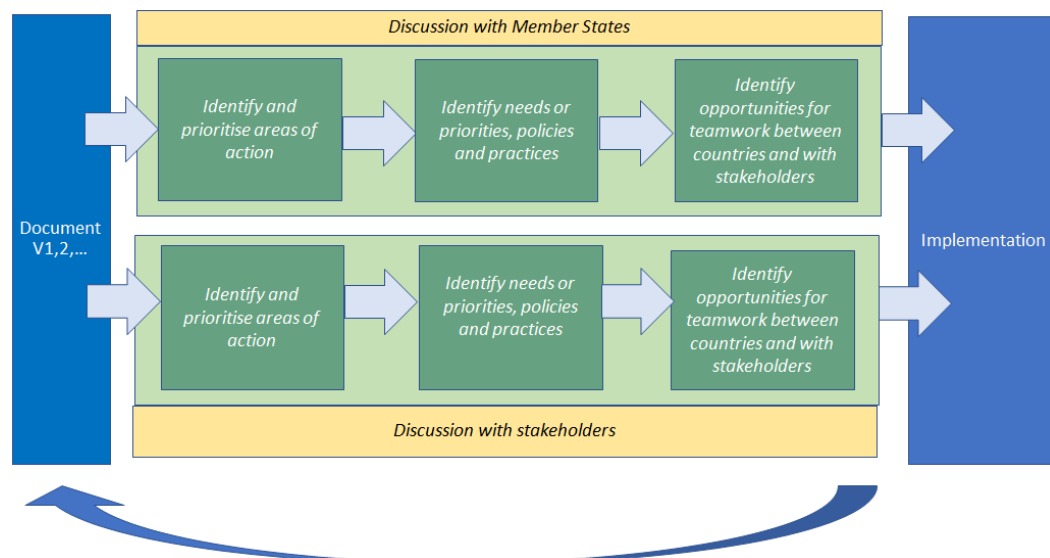 Discussion with Member States
Identify and
prioritise areas of
action
Identify needs or
priorities, policies
and practices
Identify
opportunities for
teamwork between
countries and with
stakeholders
Document
V1,2,...
Implementation
Identify and
prioritise areas of
action
Identify needs or
priorities, policies
and practices
Identify
opportunities for
teamwork between
countries and with
stakeholders
Discussion with stakeholders